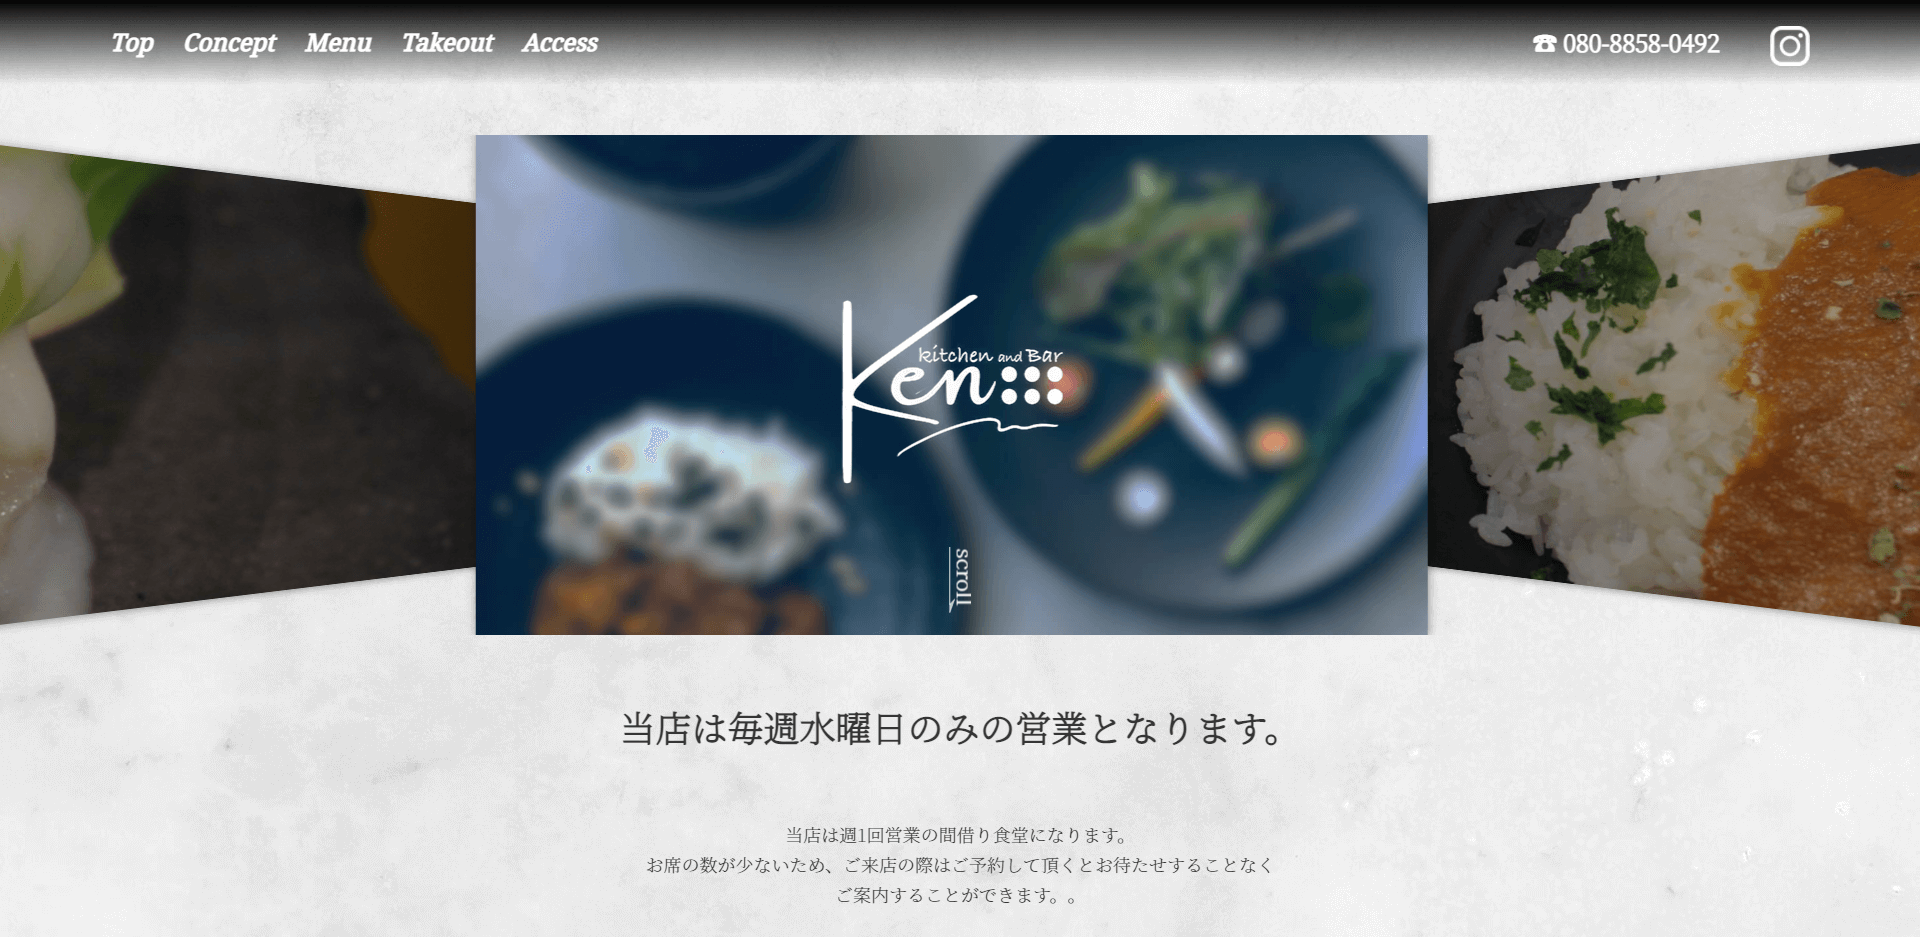 Top Concept Menu Takeout Access ☎ 080-8858-0492
kitchen and Bar
Ken
scroll
当店は毎週水曜日のみの営業となります。
当店は週1回営業の間借り食堂になります。
お席の数が少ないため、ご来店の際はご予約して頂くとお待たせすることなく
ご案内することができます。。